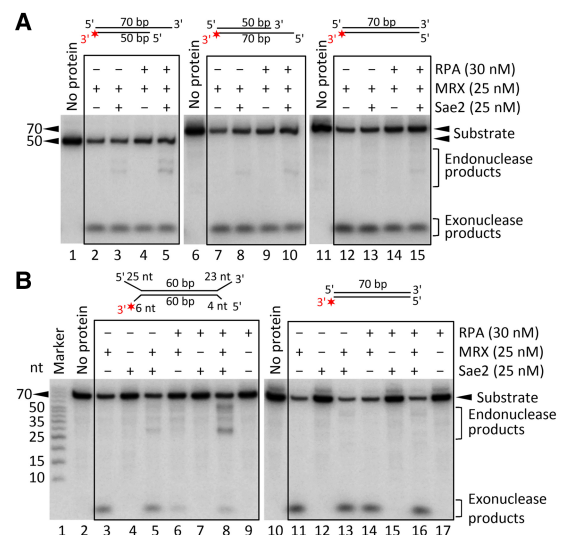 A
5' 70 bp 3'
3' 50 bp 5'
5' 50 bp 3'
3' 70 bp 5'
5' 70 bp
3' 5'
No protein
No protein
No protein
− − + + − − + + − − + + RPA (30 nM)
+ + + + + + + + + + + + MRX (25 nM)
− + − + − + − + − + − + Sae2 (25 nM)
70
50
Substrate
Endonuclease
products
Exonuclease
products
1 2 3 4 5 6 7 8 9 10 11 12 13 14 15
B
5' 25 nt 60 bp 23 nt 3'
3' 6 nt 60 bp 4 nt 5'
5' 70 bp 3'
3' 5'
Marker
No protein
No protein
− − − + + + + − − − + + + + RPA (30 nM)
+ − + + − + − + − + + − + − MRX (25 nM)
− + + − + + − − + + − + + − Sae2 (25 nM)
nt
70
50
35
25
15
10
Substrate
Endonuclease
products
Exonuclease
products
1 2 3 4 5 6 7 8 9 10 11 12 13 14 15 16 17